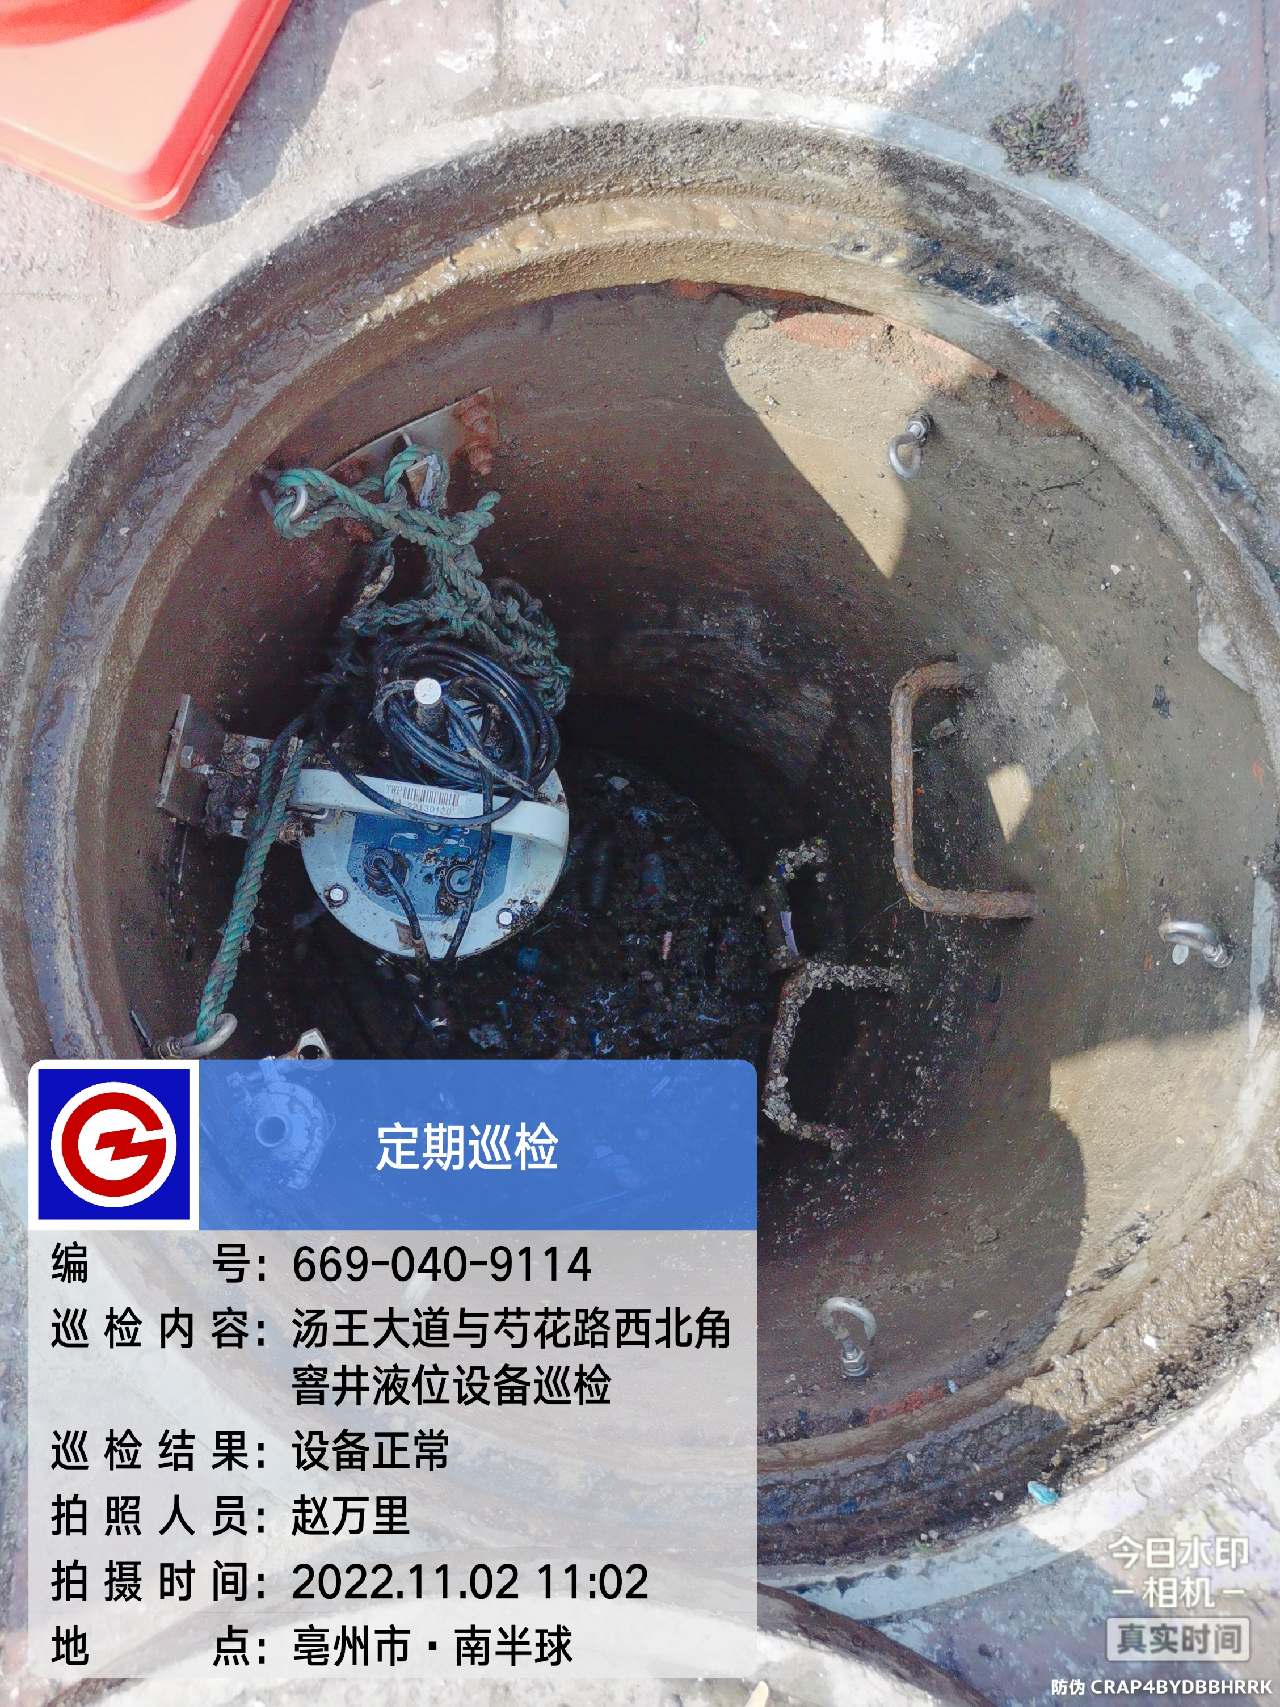 定期巡检
编号：669-040-9114
巡检内容：汤王大道与芍花路西北角
窨井液位设备巡检
巡检结果：设备正常
拍照人员：赵万里
拍摄时间：2022.11.02 11:02
地点：亳州市·南半球
今日水印
-相机-
真实时间
防伪 CRAP4BYDBBHRRK